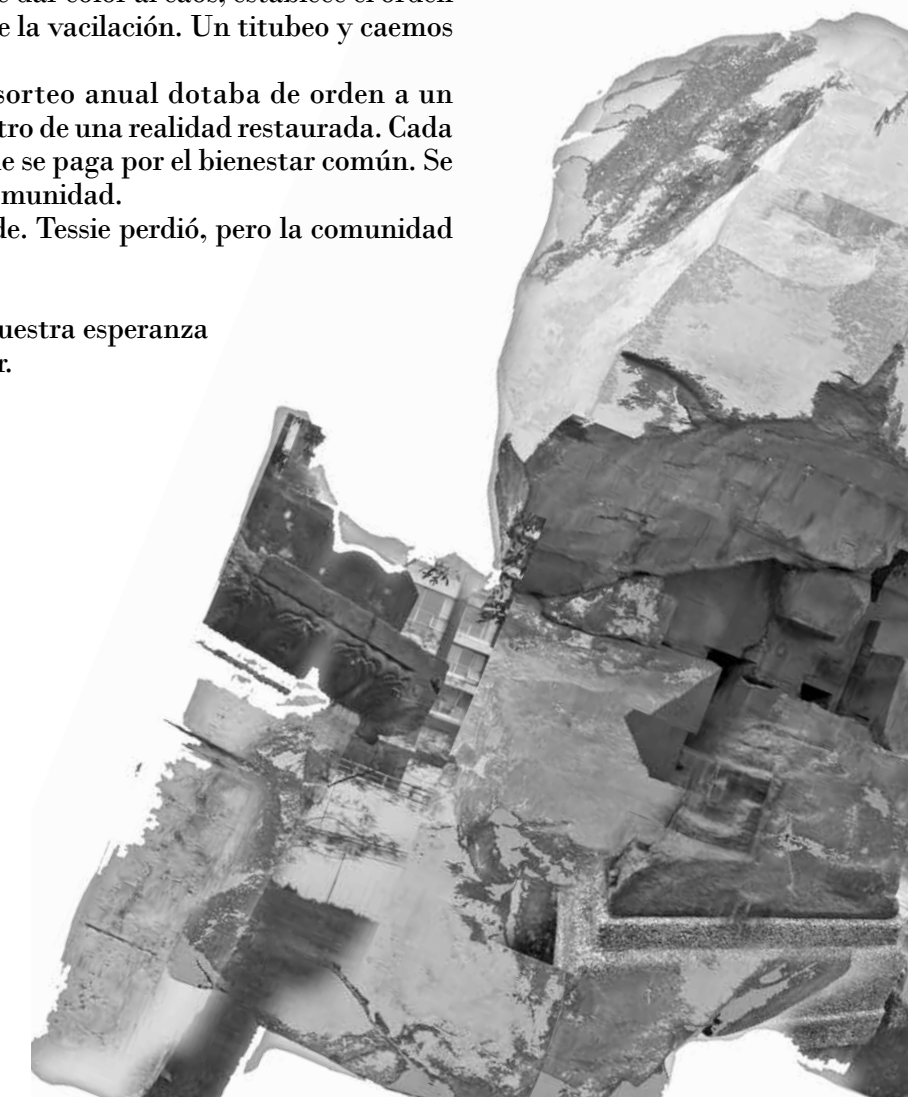 dar color al caos, establece el orden
e la vacilación. Un titubeo y caemos
sorteo anual dotaba de orden a un
tro de una realidad restaurada. Cada
e se paga por el bienestar común. Se
munidad.
de. Tessie perdió, pero la comunidad
uestra esperanza
r.